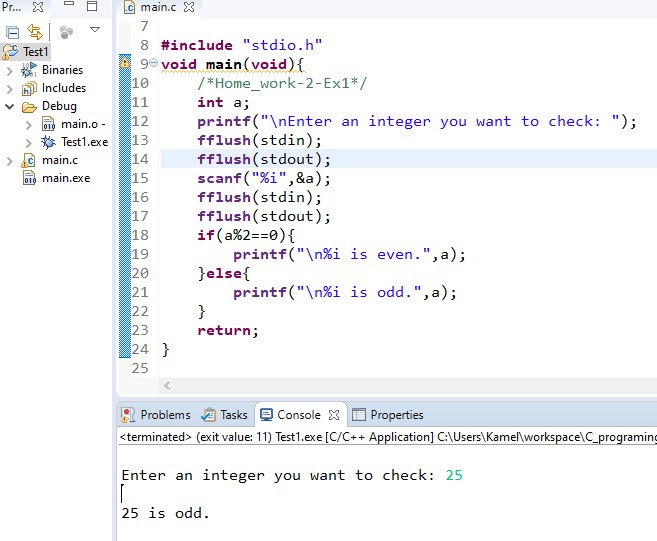 Pr...
Test1
Binaries
Includes
Debug
main.o -
Test1.exe
main.c
main.exe
main.c
7
8 #include "stdio.h"
9 void main(void){
10 /*Home_work-2-Ex1*/
11 int a;
12 printf("\nEnter an integer you want to check: ");
13 fflush(stdin);
14 fflush(stdout);
15 scanf("%i",&a);
16 fflush(stdin);
17 fflush(stdout);
18 if(a%2==0){
19 printf("\n%i is even.",a);
20 }else{
21 printf("\n%i is odd.",a);
22 }
23 return;
24 }
25
Problems Tasks Console Properties
<terminated> (exit value: 11) Test1.exe [C/C++ Application] C:\Users\Kamel\workspace\C_programing
Enter an integer you want to check: 25
25 is odd.